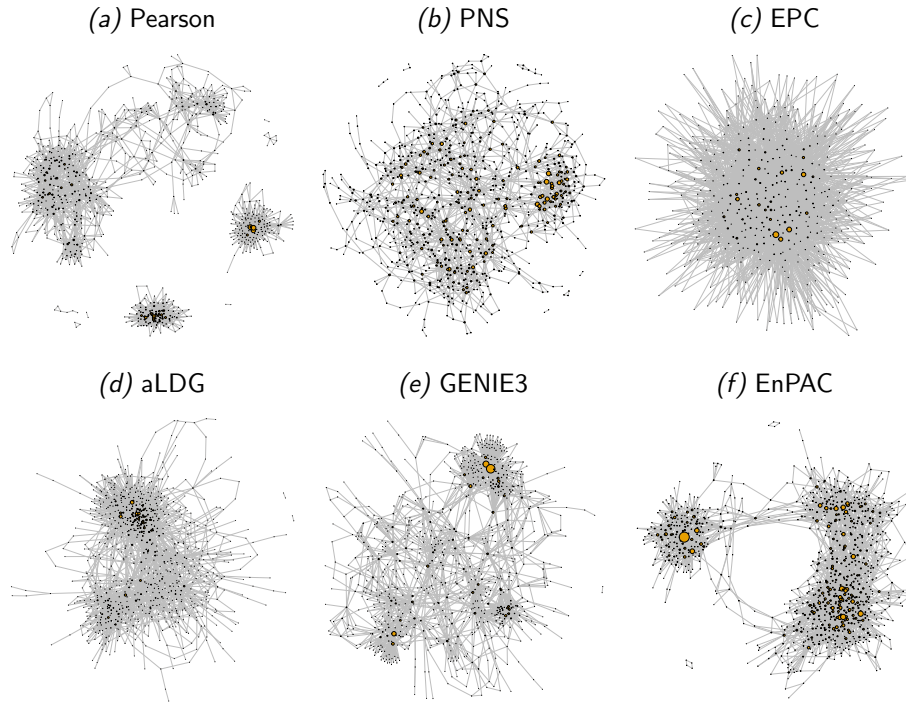 (a) Pearson
(b) PNS
(c) EPC
(d) aLDG
(e) GENIE3
(f) EnPAC